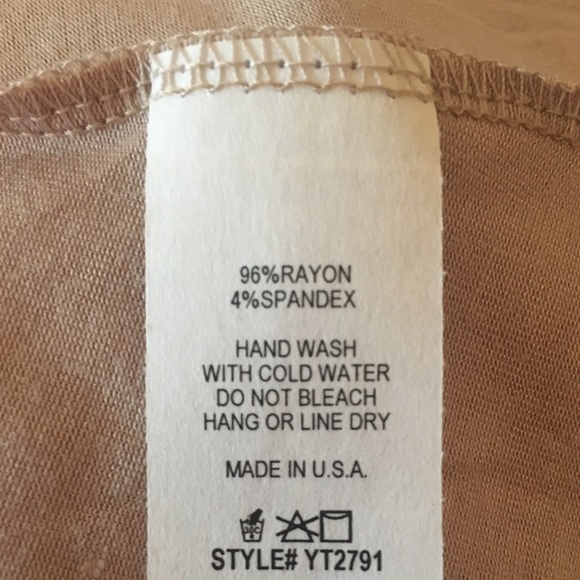 96%RAYON
4%SPANDEX
HAND WASH
WITH COLD WATER
DO NOT BLEACH
HANG OR LINE DRY
MADE IN U.S.A.
STYLE# YT2791